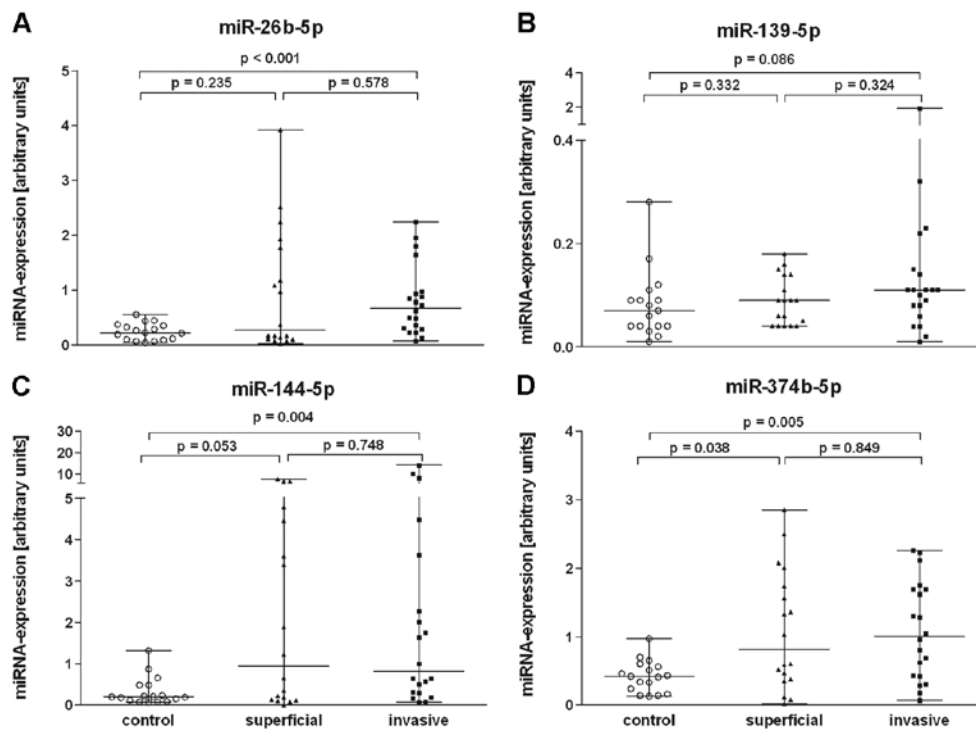 A
miR-26b-5p
p < 0.001
p = 0.235
p = 0.578
miRNA-expression [arbitrary units]
5
4
3
2
1
0
B
miR-139-5p
p = 0.086
p = 0.332
p = 0.324
miRNA-expression [arbitrary units]
4
2
0.4
0.2
0.0
C
miR-144-5p
p = 0.004
p = 0.053
p = 0.748
miRNA-expression [arbitrary units]
30
20
10
5
4
3
2
1
0
control
superficial
invasive
D
miR-374b-5p
p = 0.005
p = 0.038
p = 0.849
miRNA-expression [arbitrary units]
4
3
2
1
0
control
superficial
invasive